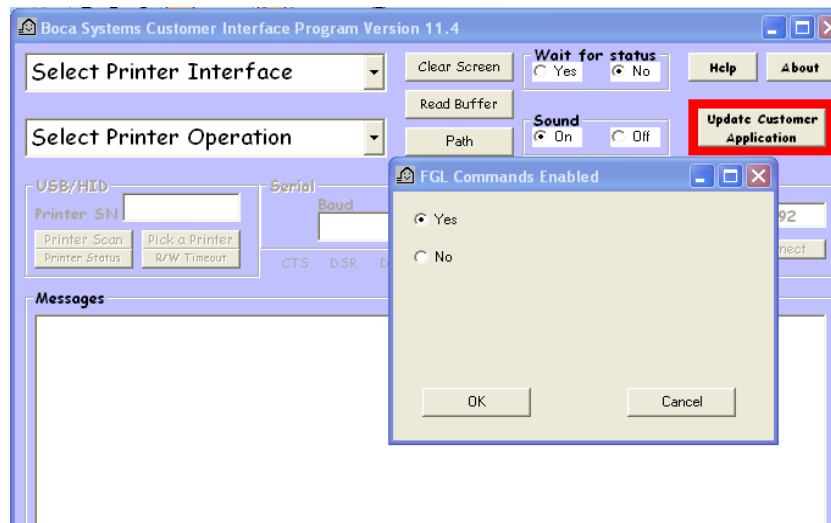 Boca Systems Customer Interface Program Version 11.4
Select Printer Interface
Clear Screen
Wait for status
Yes
No
Help
About
Read Buffer
Select Printer Operation
Path
Sound
On
Off
Update Customer
Application
USB/HID
Printer SN
Printer Scan
Pick a Printer
Printer Status
R/W Timeout
Serial
Baud
CTS DSR
FGL Commands Enabled
Yes
No
OK
Cancel
Messages